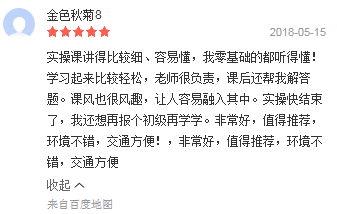 金色秋菊8
2018-05-15
实操课讲得比较细、容易懂，我零基础的都听得懂！
学习起来比较轻松，老师很负责，课后还帮我解答
题。课风也很风趣，让人容易融入其中。实操快结束
了，我还想再报个初级再学学。非常好，值得推荐，
环境不错，交通方便！，非常好，值得推荐，环境不
错，交通方便
收起
来自百度地图